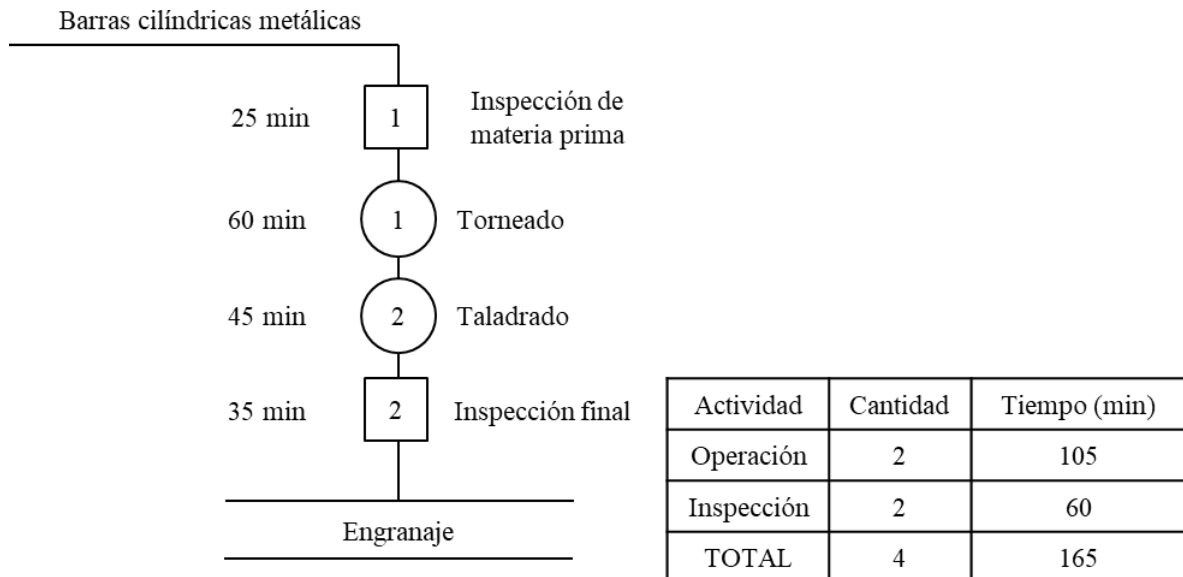 Barras cilíndricas metálicas
25 min
1
Inspección de
materia prima
60 min
1
Torneado
45 min
2
Taladrado
35 min
2
Inspección final
Engranaje
Actividad Cantidad Tiempo (min)
Operación 2 105
Inspección 2 60
TOTAL 4 165